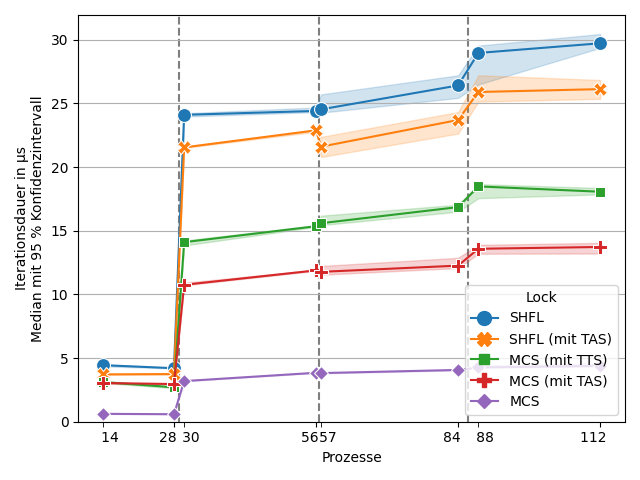 Iterationsdauer in µs
Median mit 95 % Konfidenzintervall
30
25
20
15
10
5
0
14 28 30 56 57 84 88 112
Prozesse
Lock
SHFL
SHFL (mit TAS)
MCS (mit TTS)
MCS (mit TAS)
MCS